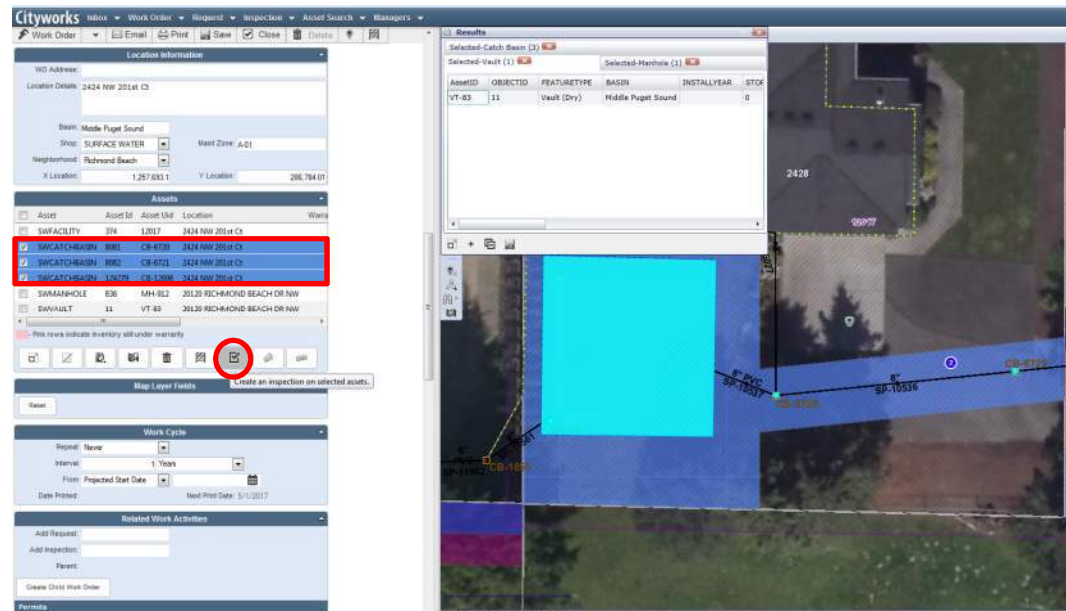 Cityworks Inbox Work Order Request Inspection Asset Search Managers
Work Order Email Print Save Close Delete
Location Information
WO Address:
Location Details: 2424 NW 201st Ct
Basin: Middle Puget Sound
Shop: SURFACE WATER Maint Zone: A-01
Neighborhood: Richmond Beach
X Location: 1,257,693.1 Y Location: 286,784.01
Assets
Asset Asset Id Asset Uid Location Warra
SWFACILITY 374 12017 2424 NW 201st Ct
SWCATCHBASIN 8081 CB-6720 2424 NW 201st Ct
SWCATCHBASIN 8082 CB-6721 2424 NW 201st Ct
SWCATCHBASIN 2424 NW 201st Ct
SWMANHOLE 836 MH-912 20120 RICHMOND BEACH DR NW
SWVAULT 11 VT-83 20120 RICHMOND BEACH DR NW
- Pink rows indicate inventory still under warranty
Create an inspection on selected assets.
Map Layer Fields
Reset
Work Cycle
Repeat: Never
Interval: 1 Years
From: Projected Start Date
Date Printed: Next Print Date: 5/1/2017
Related Work Activities
Add Request:
Add Inspection:
Parent:
Create Child Work Order
Permits
Results
Selected-Catch Basin (3)
Selected-Vault (1) Selected-Manhole (1)
AssetID OBJECTID FEATURETYPE BASIN INSTALLYEAR STOR
VT-83 11 Vault (Dry) Middle Puget Sound 0
2428
12017
8" PVC
SP-10537
8"
SP-10536
2
8"